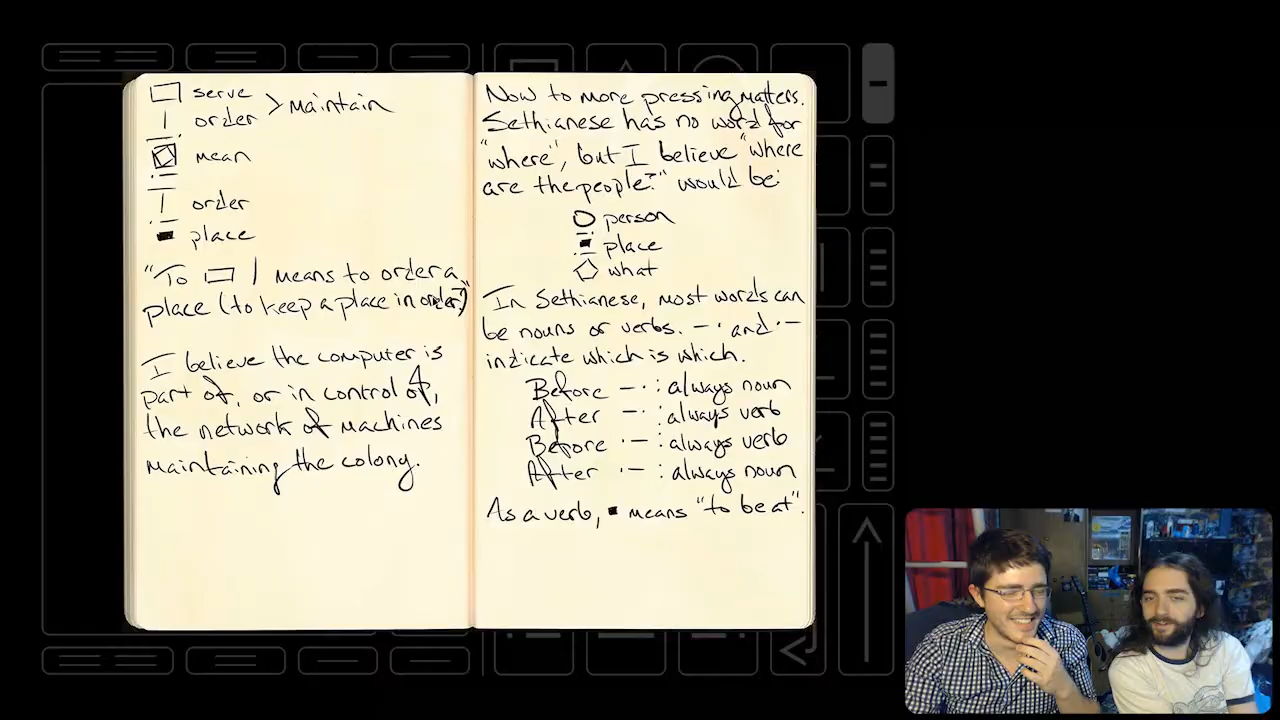 serve
order > maintain
mean
order
place
"To ▭ | means to order a
place (to keep a place in order)"
I believe the computer is
part of, or in control of,
the network of machines
maintaining the colony.
Now to more pressing matters.
Sethianese has no word for
"where", but I believe "where
are the people?" would be:
person
place
what
In Sethianese, most words can
be nouns or verbs. —· and ·—
indicate which is which.
Before —· : always noun
After —· : always verb
Before ·— : always verb
After ·— : always noun
As a verb, ▪ means "to be at".